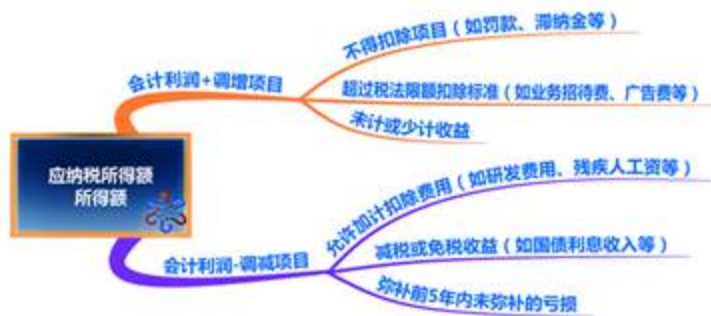 不得扣除项目（如罚款、滞纳金等）
会计利润+调增项目
超过税法限额扣除标准（如业务招待费、广告费等）
未计或少计收益
应纳税所得额
所得额
允许加计扣除费用（如研发费用、残疾人工资等）
会计利润-调减项目
减税或免税收益（如国债利息收入等）
弥补前5年内未弥补的亏损